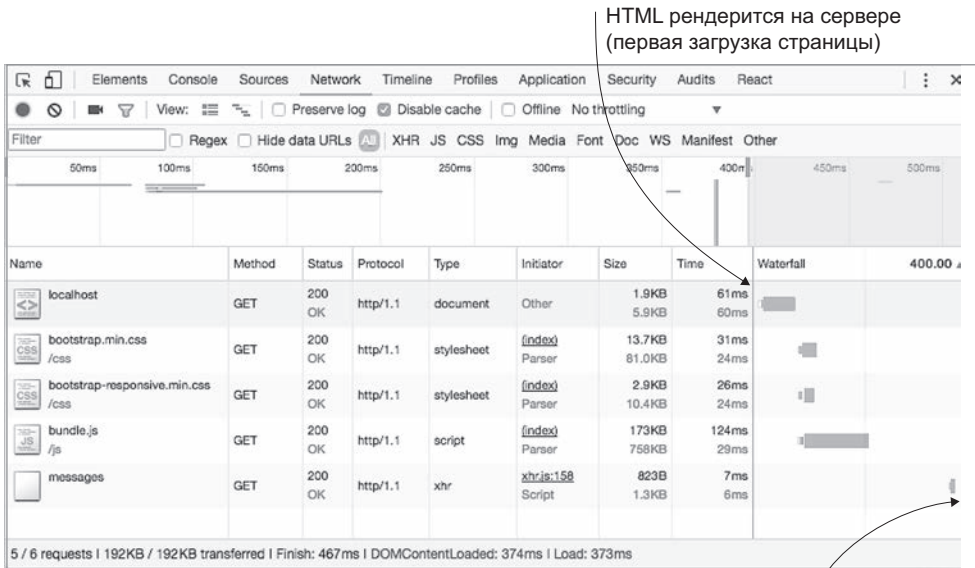 HTML рендерится на сервере
(первая загрузка страницы)
Elements Console Sources Network Timeline Profiles Application Security Audits React
View: Preserve log Disable cache Offline No throttling
Filter Regex Hide data URLs All XHR JS CSS Img Media Font Doc WS Manifest Other
50ms 100ms 150ms 200ms 250ms 300ms 350ms 400m 450ms 500ms
Name Method Status Protocol Type Initiator Size Time Waterfall 400.00
localhost GET 200 http/1.1 document Other 1.9KB 61ms
OK 5.9KB 60ms
bootstrap.min.css GET 200 http/1.1 stylesheet (index) 13.7KB 31ms
/css OK Parser 81.0KB 24ms
bootstrap-responsive.min.css GET 200 http/1.1 stylesheet (index) 2.9KB 26ms
/css OK Parser 10.4KB 24ms
bundle.js GET 200 http/1.1 script (index) 173KB 124ms
/js OK Parser 758KB 29ms
messages GET 200 http/1.1 xhr xhr.js:158 823B 7ms
OK Script 1.3KB 6ms
5 / 6 requests | 192KB / 192KB transferred | Finish: 467ms | DOMContentLoaded: 374ms | Load: 373ms